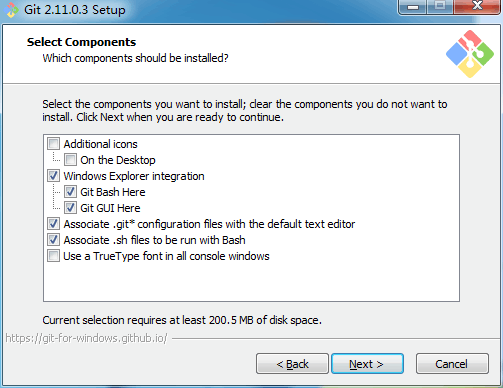 Git 2.11.0.3 Setup
Select Components
Which components should be installed?
Select the components you want to install; clear the components you do not want to
install. Click Next when you are ready to continue.
Additional icons
On the Desktop
Windows Explorer integration
Git Bash Here
Git GUI Here
Associate .git* configuration files with the default text editor
Associate .sh files to be run with Bash
Use a TrueType font in all console windows
Current selection requires at least 200.5 MB of disk space.
https://git-for-windows.github.io/
< Back Next > Cancel